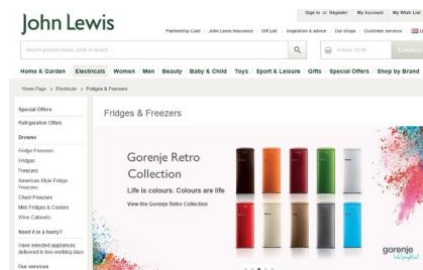 John Lewis
Sign in or Register My Account My Wish List
Partnership Card John Lewis Insurance Gift List Inspiration & advice Our shops Customer services
Home & Garden Electricals Women Men Beauty Baby & Child Toys Sport & Leisure Gifts Special Offers Shop by Brand
Home Page > Electricals > Fridges & Freezers
Special Offers
Refrigeration Offers
Browse
Fridge Freezers
Fridges
Freezers
American Style Fridge
Freezers
Chest Freezers
Mini Fridges & Coolers
Wine Cabinets
Need it in a hurry?
Have selected appliances
delivered in two working days
Our services
Fridges & Freezers
Gorenje Retro
Collection
Life is colours. Colours are life
View the Gorenje Retro Collection
gorenje